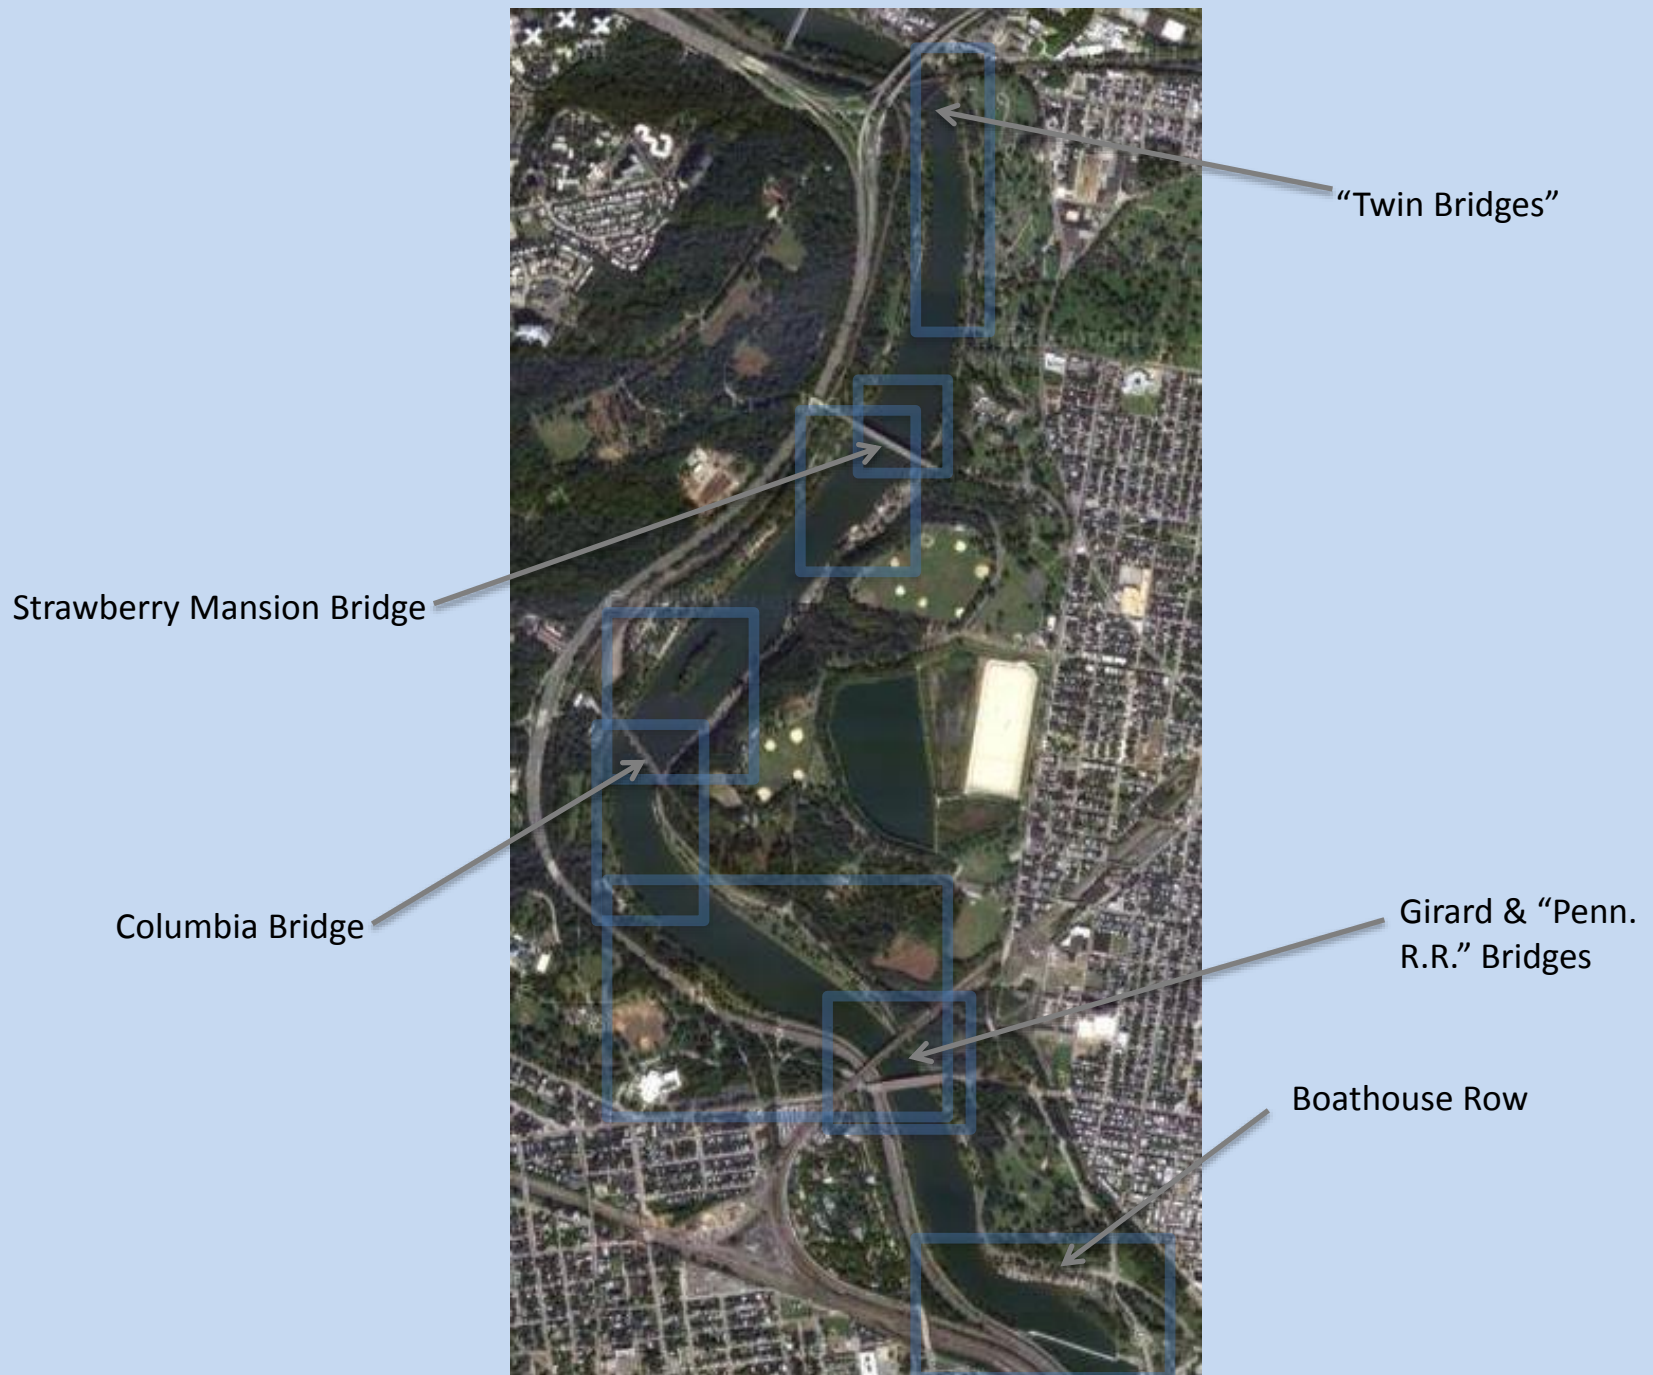 “Twin Bridges”
Strawberry Mansion Bridge
Columbia Bridge
Girard & “Penn.
R.R.” Bridges
Boathouse Row